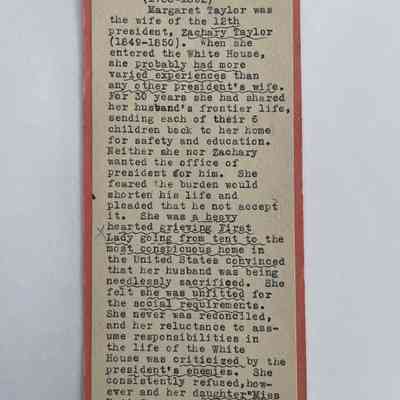 Margaret Taylor was
the wife of the 12th
president, Zachary Taylor
(1849-1850). When she
entered the White House,
she probably had more
varied experiences than
any other president's wife.
For 30 years she had shared
her husband's frontier life,
sending each of their 6
children back to her home
for safety and education.
Neither she nor Zachary
wanted the office of
president for him. She
feared the burden would
shorten his life and
pleaded that he not accept
it. She was a heavy
hearted grieving First
Lady going from tent to the
most conspicuous home in
the United States convinced
that her husband was being
needlessly sacrificed. She
felt she was unfitted for
the social requirements.
She never was reconciled,
and her reluctance to ass-
ume responsibilities in
the life of the White
House was criticized by the
president's enemies. She
consistently refused, how-
ever and her daughter "Miss